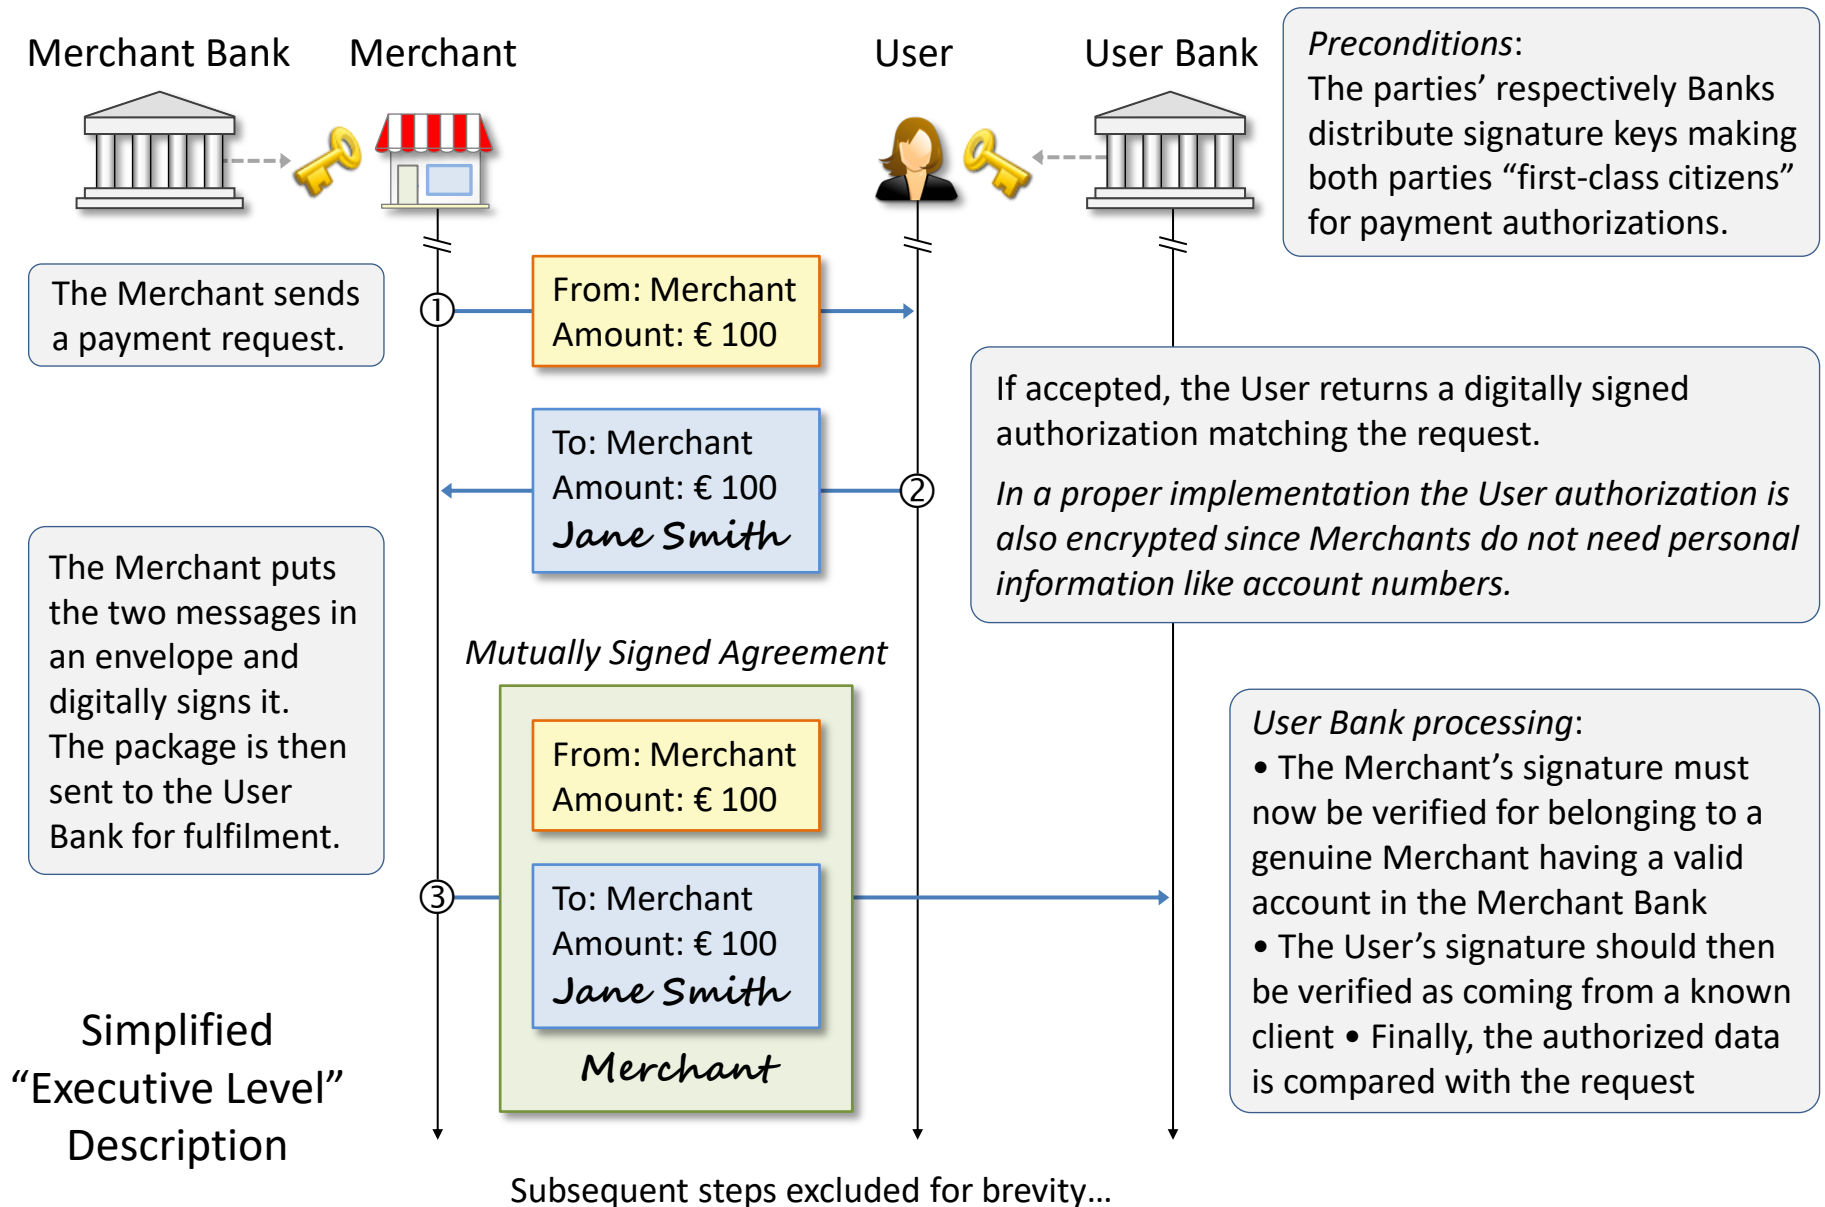 Merchant Bank
Merchant
User
User Bank
Preconditions:
The parties’ respectively Banks
distribute signature keys making
both parties “first-class citizens”
for payment authorizations.
The Merchant sends
a payment request.
1
From: Merchant
Amount: € 100
If accepted, the User returns a digitally signed
authorization matching the request.
In a proper implementation the User authorization is
also encrypted since Merchants do not need personal
information like account numbers.
To: Merchant
Amount: € 100
Jane Smith
2
The Merchant puts
the two messages in
an envelope and
digitally signs it.
The package is then
sent to the User
Bank for fulfilment.
Mutually Signed Agreement
From: Merchant
Amount: € 100
3
To: Merchant
Amount: € 100
Jane Smith
Merchant
User Bank processing:
• The Merchant’s signature must
now be verified for belonging to a
genuine Merchant having a valid
account in the Merchant Bank
• The User’s signature should then
be verified as coming from a known
client • Finally, the authorized data
is compared with the request
Simplified
“Executive Level”
Description
Subsequent steps excluded for brevity…